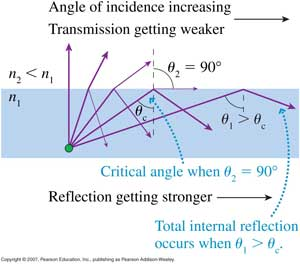 Angle of incidence increasing
Transmission getting weaker
n₂ < n₁
θ₂ = 90°
n₁
θc
θ₁ > θc
Critical angle when θ₂ = 90°
Reflection getting stronger
Total internal reflection
occurs when θ₁ > θc.
Copyright © 2007, Pearson Education, Inc., publishing as Pearson Addison-Wesley.